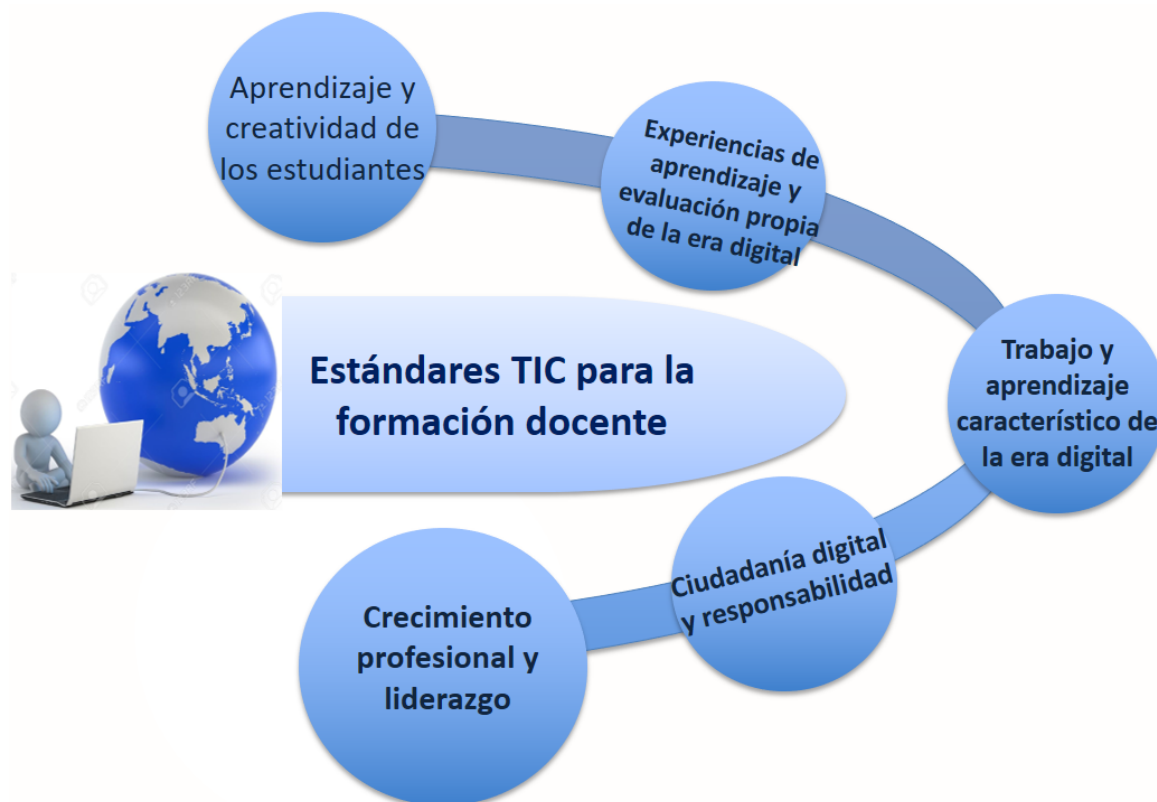 Aprendizaje y
creatividad de
los estudiantes
Experiencias de
aprendizaje y
evaluación propia
de la era digital
Estándares TIC para la
formación docente
Trabajo y
aprendizaje
característico de
la era digital
Ciudadanía digital
y responsabilidad
Crecimiento
profesional y
liderazgo